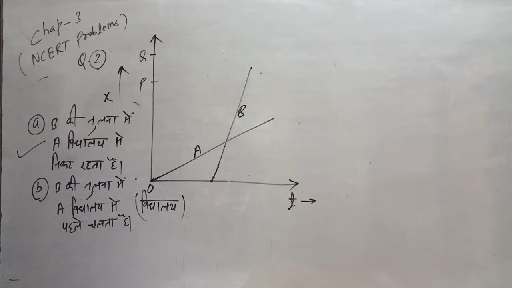 Chap-3
(NCERT problems)
Q.2
Q
P
x
B
A
O
(विद्यालय)
t →
(a) B की तुलना में
A विद्यालय से
निकट रहता है।
(b) B की तुलना में
A विद्यालय से
पहले चलता है।